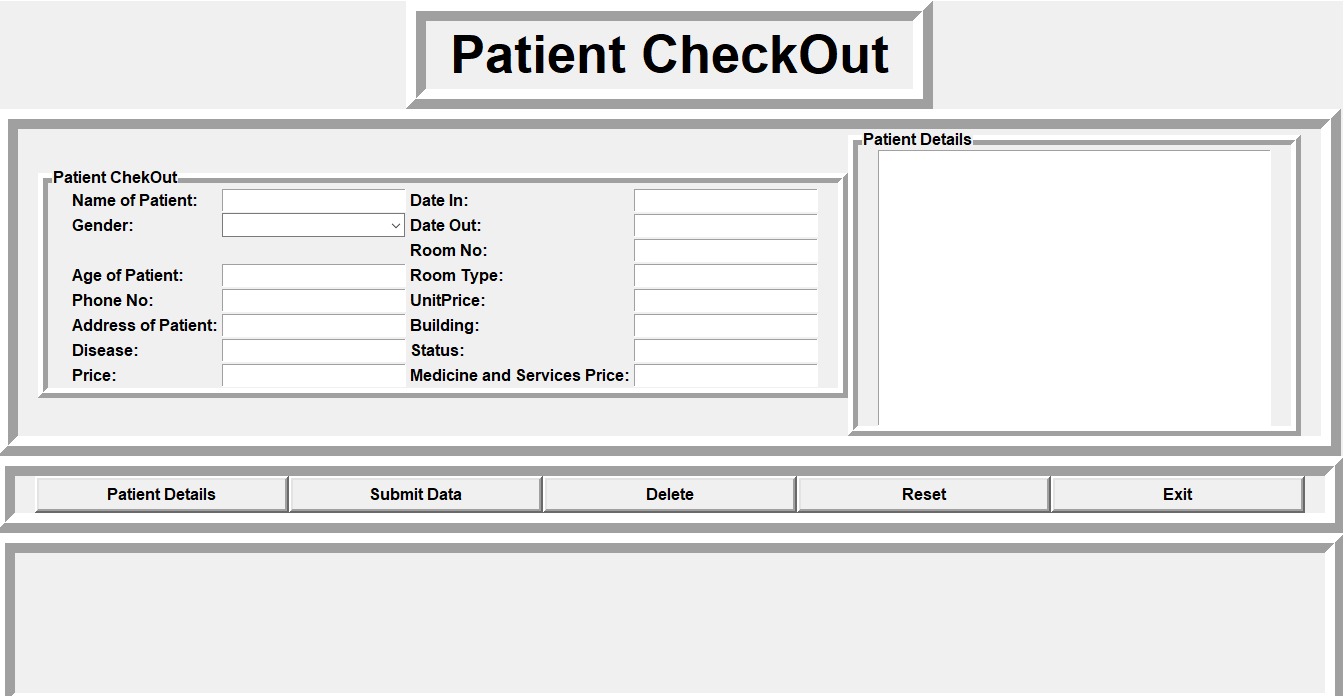 Patient CheckOut
Patient Details
Patient ChekOut
Name of Patient: Date In:
Gender: Date Out:
Room No:
Age of Patient: Room Type:
Phone No: UnitPrice:
Address of Patient: Building:
Disease: Status:
Price: Medicine and Services Price:
Patient Details Submit Data Delete Reset Exit